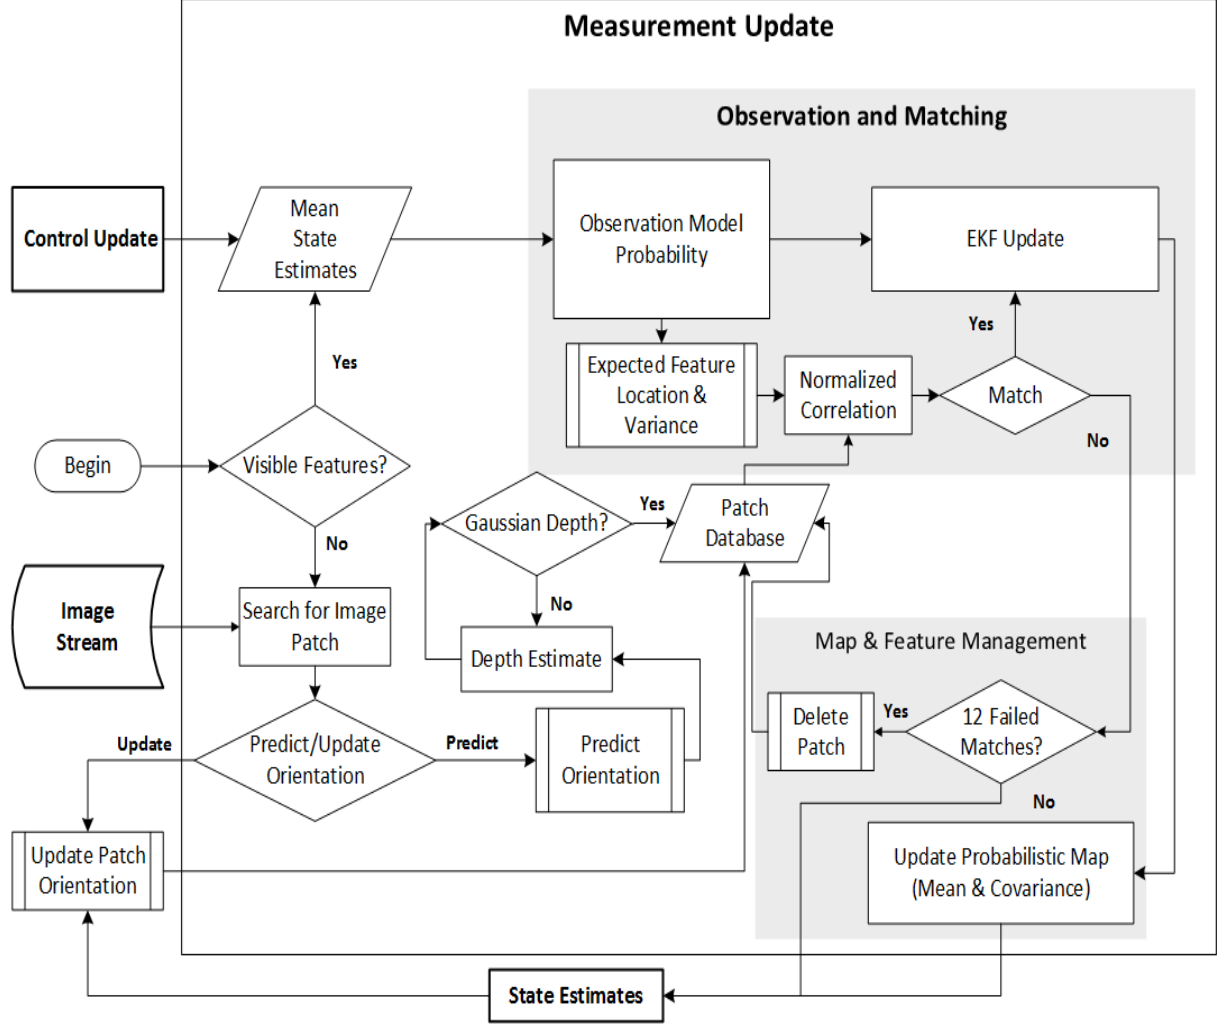 Measurement Update
Observation and Matching
Control Update
Mean
State
Estimates
Observation Model
Probability
EKF Update
Yes
Yes
Expected Feature
Location &
Variance
Normalized
Correlation
Match
No
Begin
Visible Features?
No
Gaussian Depth?
Yes
Patch
Database
Image
Stream
Search for Image
Patch
No
Depth Estimate
Map & Feature Management
Update
Predict/Update
Orientation
Predict
Predict
Orientation
Delete
Patch
Yes
12 Failed
Matches?
No
Update Patch
Orientation
Update Probabilistic Map
(Mean & Covariance)
State Estimates